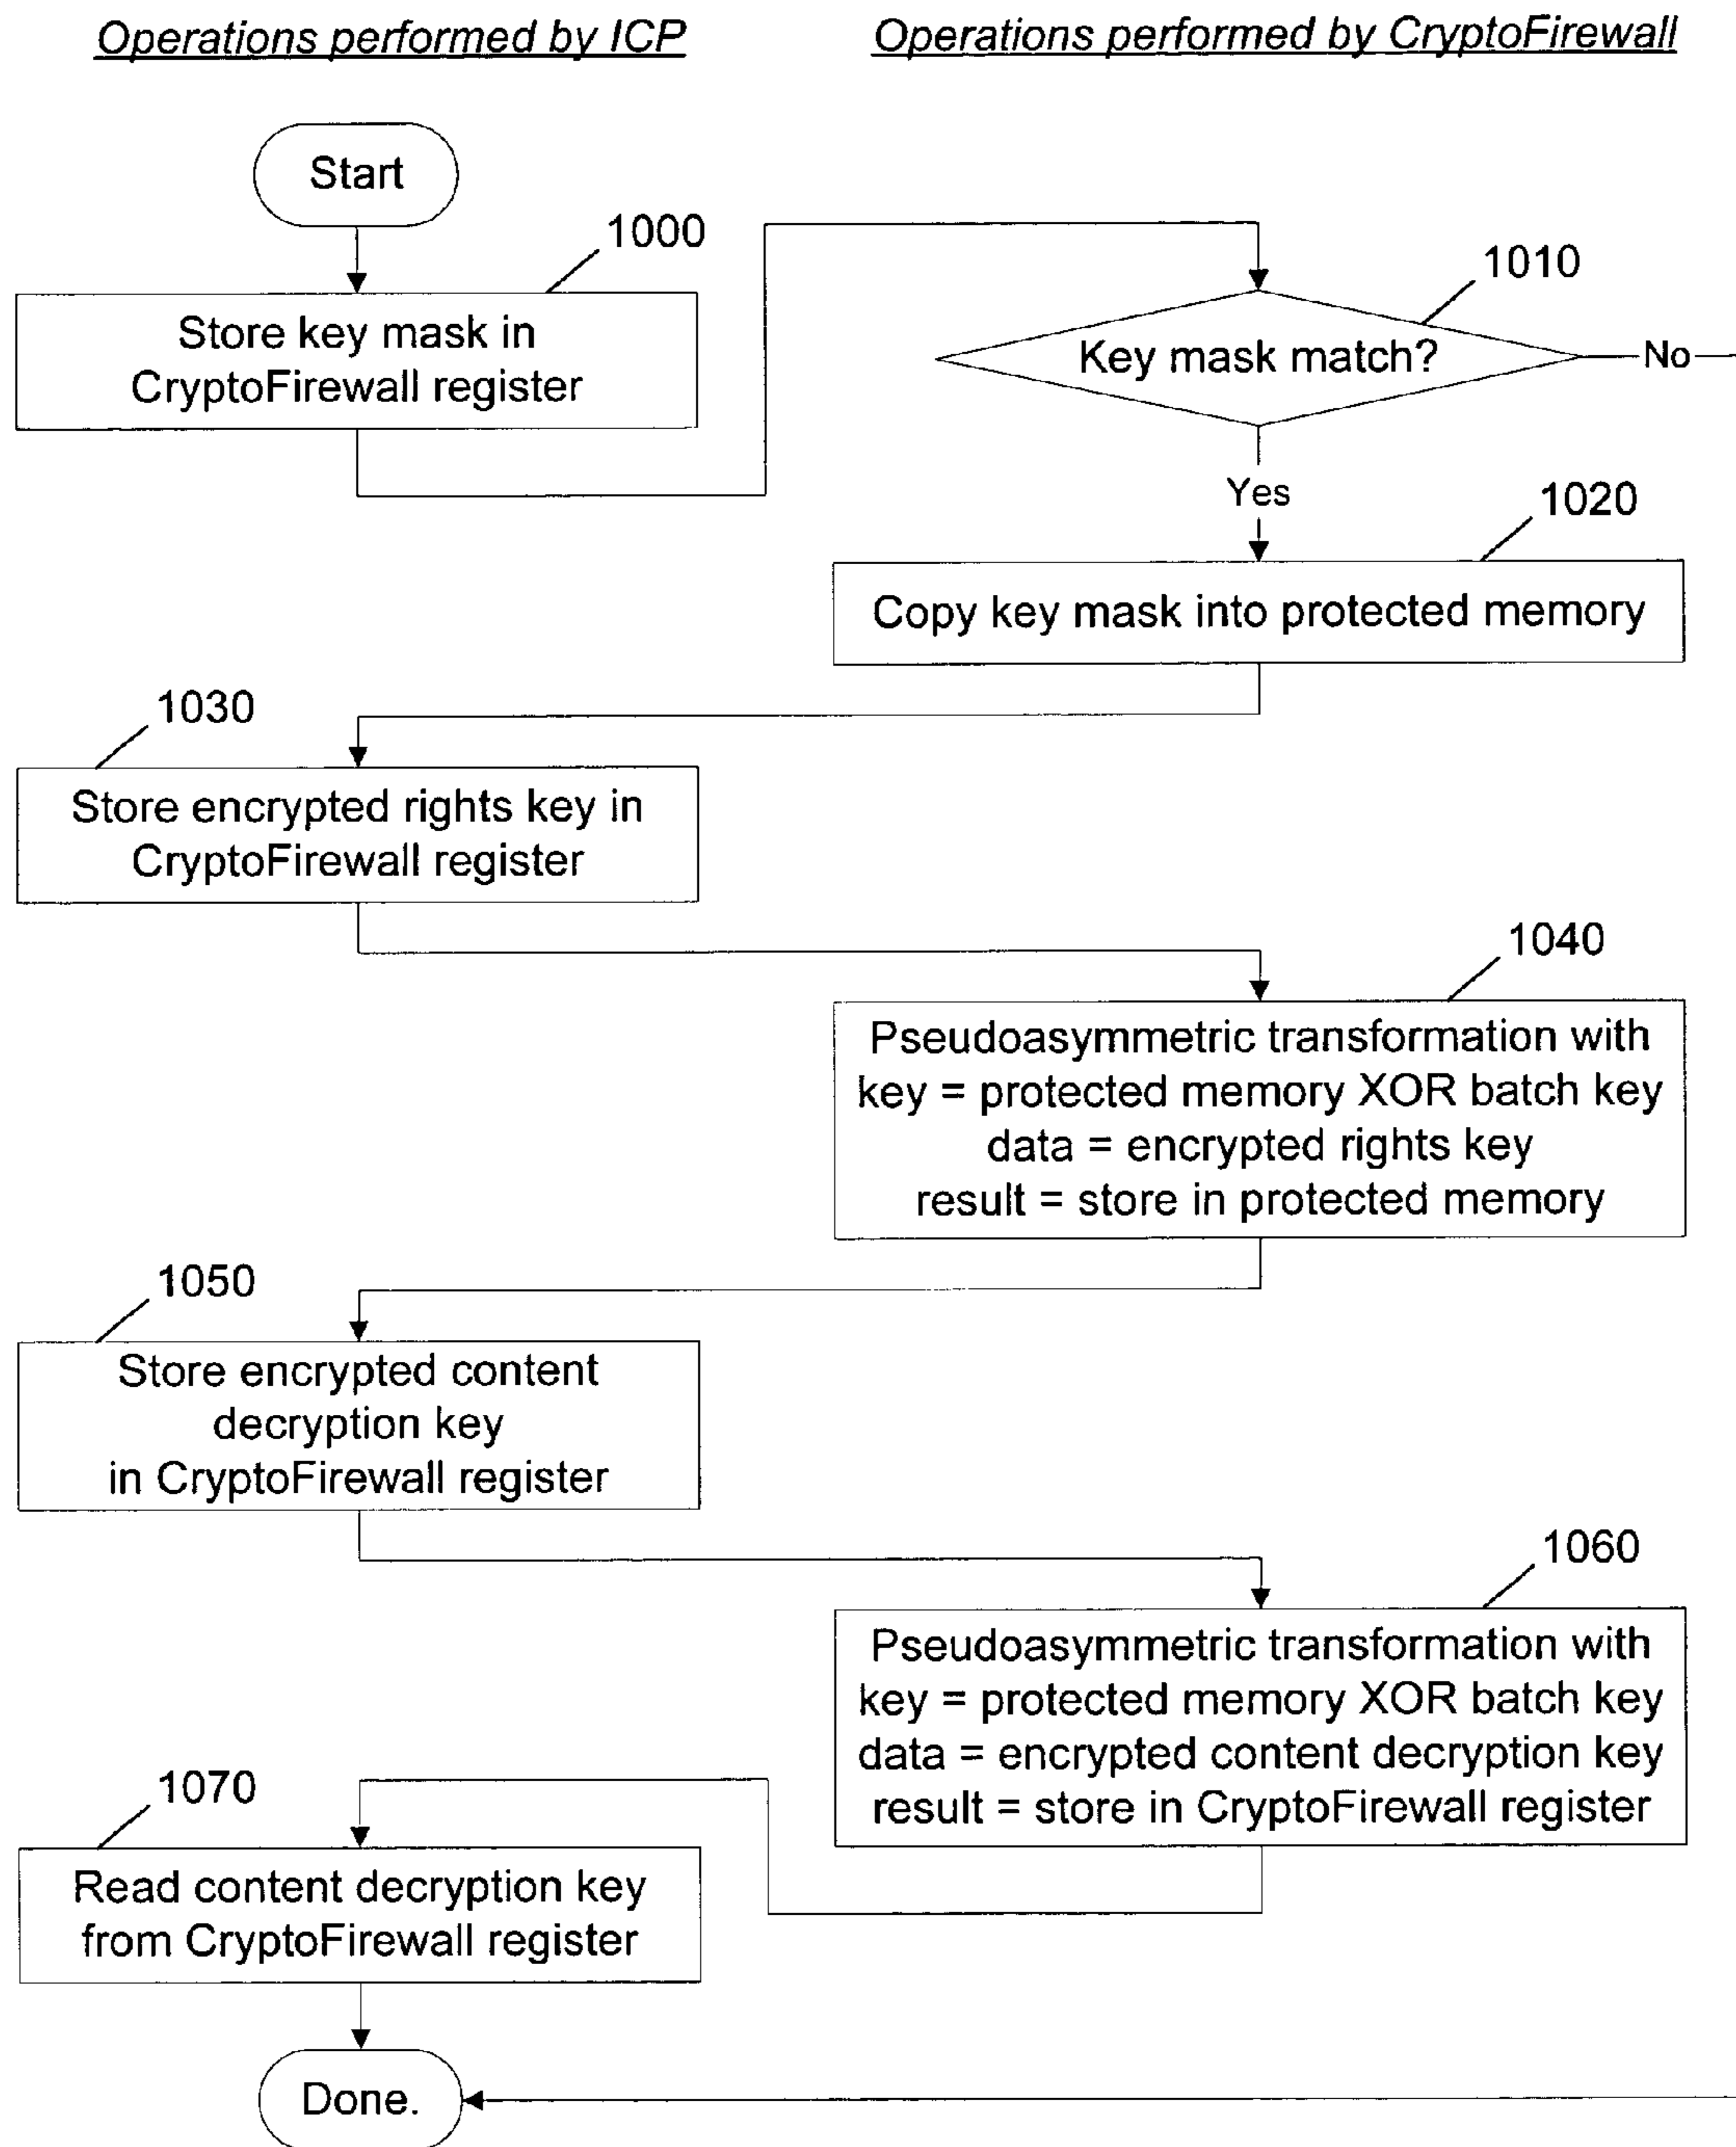 Operations performed by ICP
Operations performed by CryptoFirewall
Start
1000
Store key mask in
CryptoFirewall register
1010
Key mask match?
No
Yes
1020
Copy key mask into protected memory
1030
Store encrypted rights key in
CryptoFirewall register
1040
Pseudoasymmetric transformation with
key = protected memory XOR batch key
data = encrypted rights key
result = store in protected memory
1050
Store encrypted content
decryption key
in CryptoFirewall register
1060
Pseudoasymmetric transformation with
key = protected memory XOR batch key
data = encrypted content decryption key
result = store in CryptoFirewall register
1070
Read content decryption key
from CryptoFirewall register
Done.